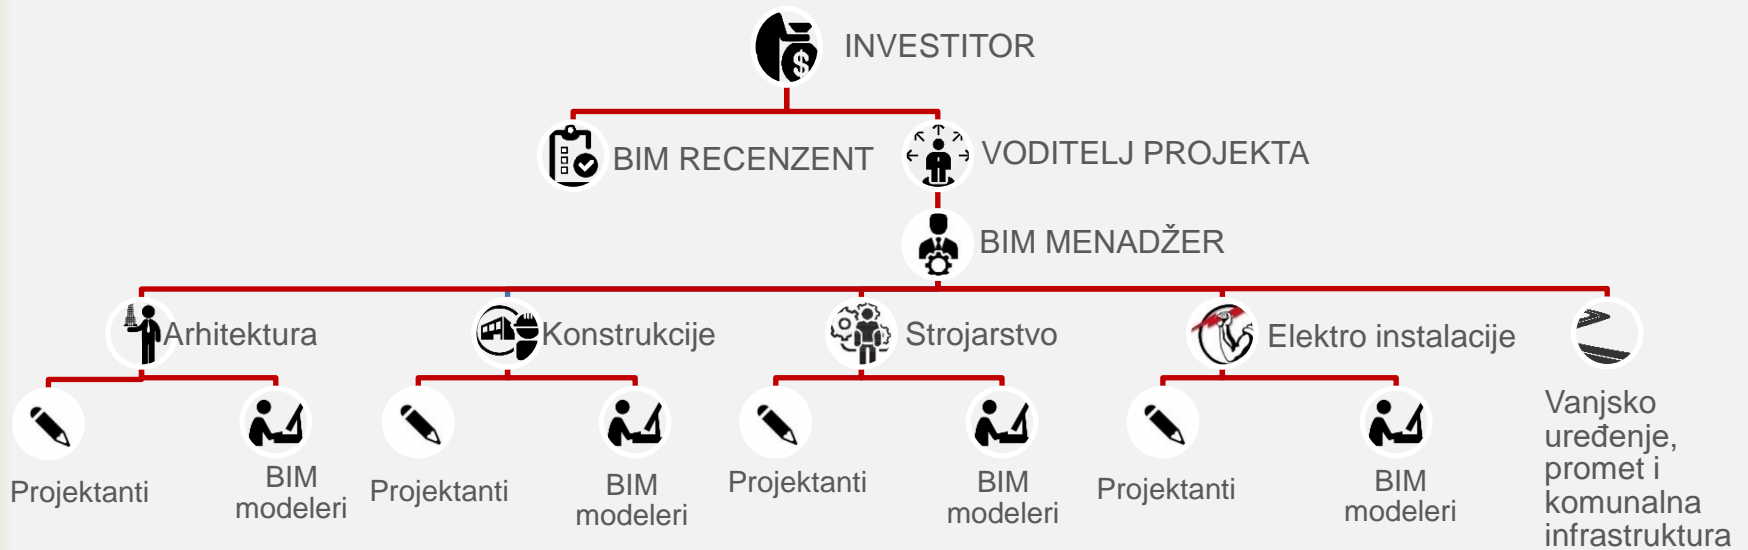 INVESTITOR
BIM RECENZENT
VODITELJ PROJEKTA
BIM MENADŽER
Arhitektura
Konstrukcije
Strojarstvo
Elektro instalacije
Vanjsko
uređenje,
promet i
komunalna
infrastruktura
Projektanti
BIM
modeleri
Projektanti
BIM
modeleri
Projektanti
BIM
modeleri
Projektanti
BIM
modeleri